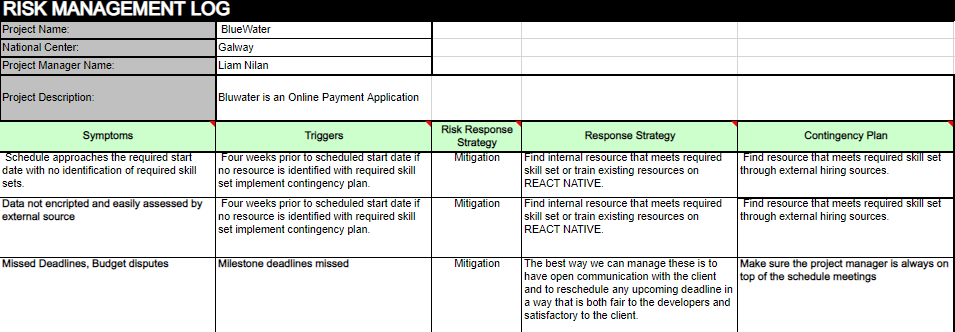 RISK MANAGEMENT LOG
Project Name: BlueWater
National Center: Galway
Project Manager Name: Liam Nilan
Project Description: Bluwater is an Online Payment Application
Symptoms
Triggers
Risk Response
Strategy
Response Strategy
Contingency Plan
Schedule approaches the required start
date with no identification of required skill
sets.
Four weeks prior to scheduled start date if
no resource is identified with required skill
set implement contingency plan.
Mitigation
Find internal resource that meets required
skill set or train existing resources on
REACT NATIVE.
Find resource that meets required skill set
through external hiring sources.
Data not encripted and easily assessed by
external source
Four weeks prior to scheduled start date if
no resource is identified with required skill
set implement contingency plan.
Mitigation
Find internal resource that meets required
skill set or train existing resources on
REACT NATIVE.
Find resource that meets required skill set
through external hiring sources.
Missed Deadlines, Budget disputes
Milestone deadlines missed
Mitigation
The best way we can manage these is to
have open communication with the client
and to reschedule any upcoming deadline in
a way that is both fair to the developers and
satisfactory to the client.
Make sure the project manager is always on
top of the schedule meetings